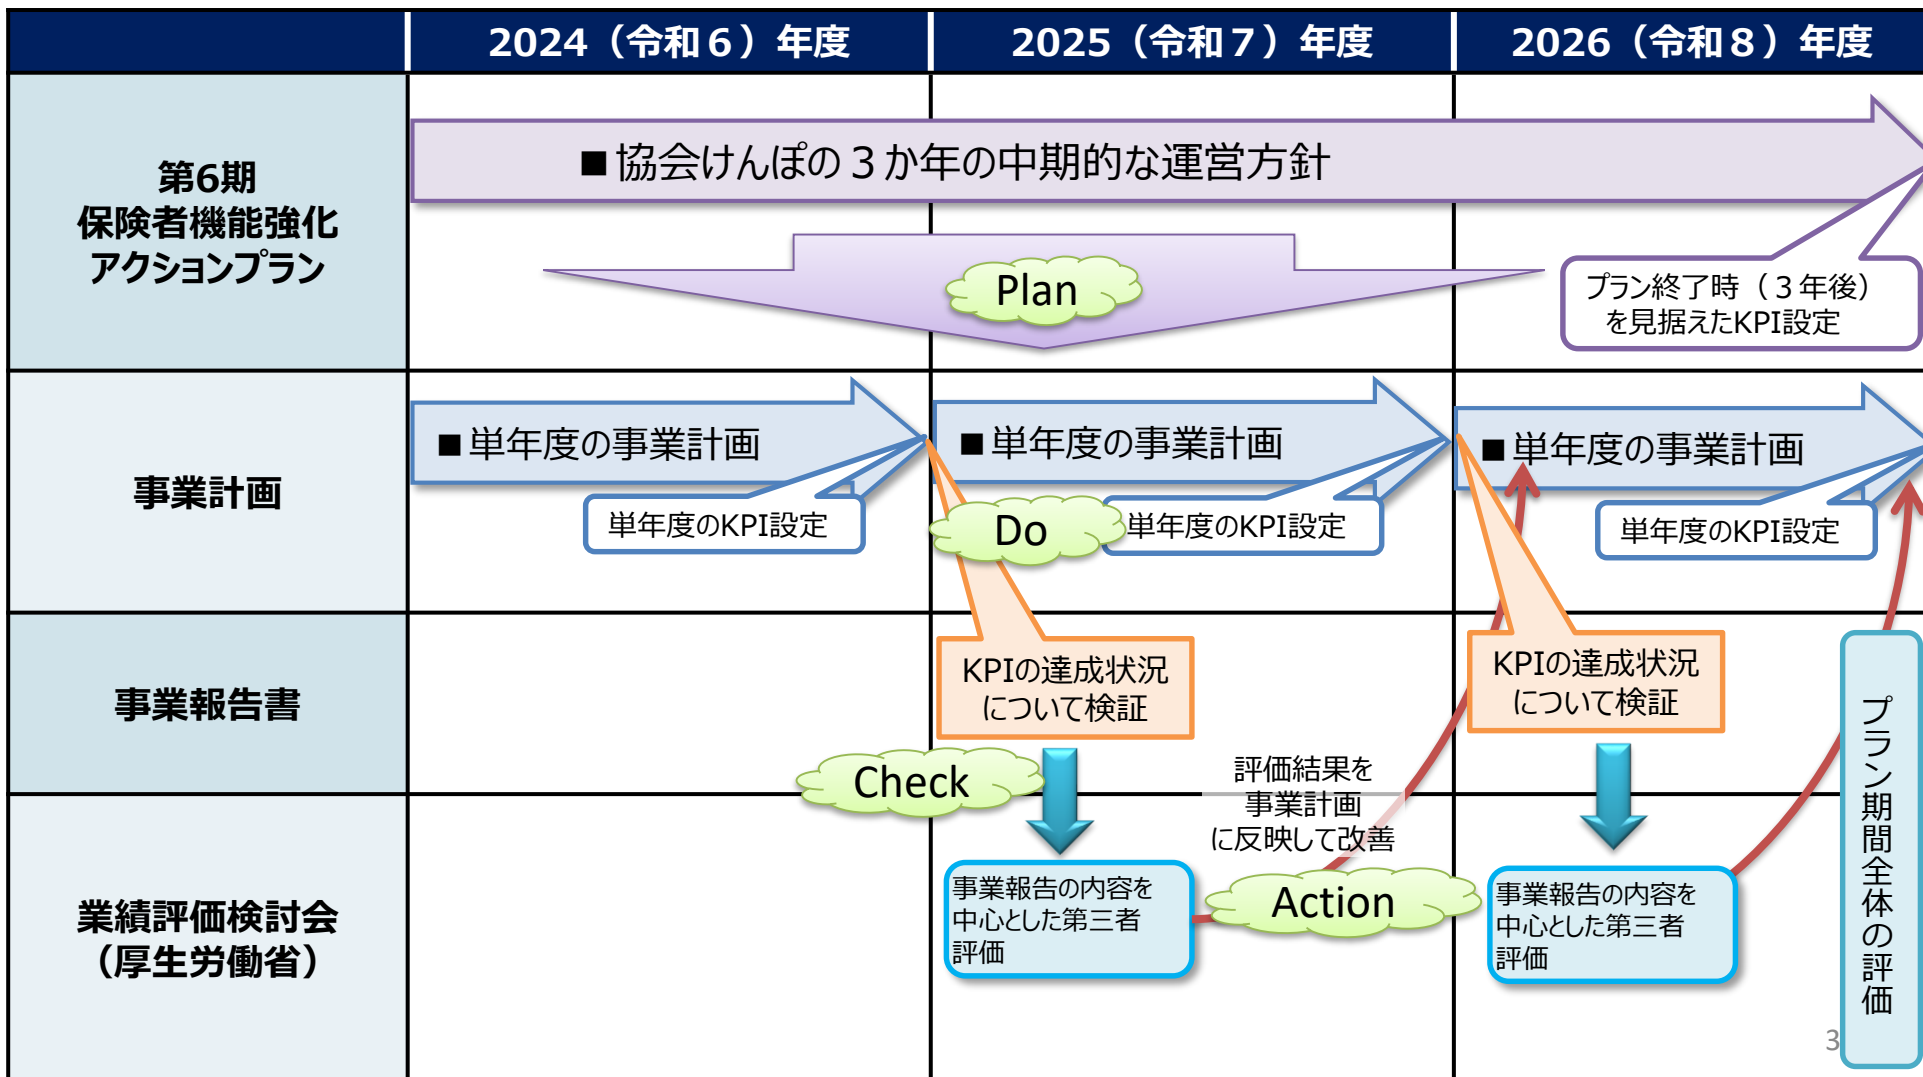 2024（令和６）年度
2025（令和７）年度
2026（令和８）年度
第6期
保険者機能強化
アクションプラン
■ 協会けんぽの３か年の中期的な運営方針
Plan
プラン終了時（３年後）
を見据えたKPI設定
事業計画
■ 単年度の事業計画
単年度のKPI設定
■ 単年度の事業計画
Do
単年度のKPI設定
■ 単年度の事業計画
単年度のKPI設定
事業報告書
KPIの達成状況
について検証
KPIの達成状況
について検証
Check
評価結果を
事業計画
に反映して改善
業績評価検討会
（厚生労働省）
事業報告の内容を
中心とした第三者
評価
Action
事業報告の内容を
中心とした第三者
評価
プラン期間全体の評価
3